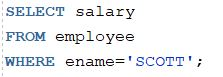 SELECT salary
FROM employee
WHERE ename='SCOTT';